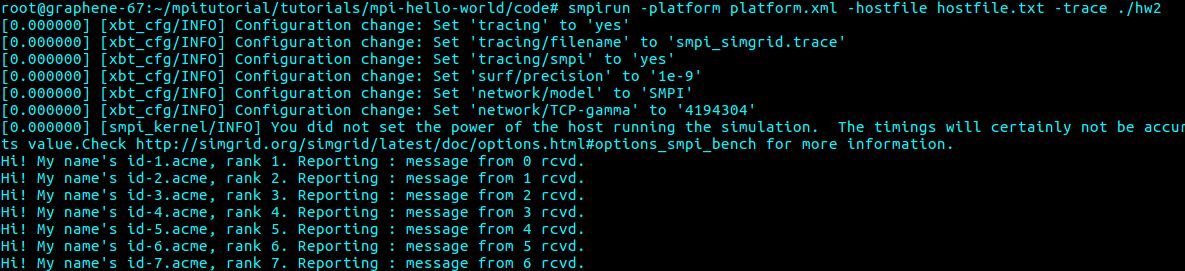 root@graphene-67:~/mpitutorial/tutorials/mpi-hello-world/code# smpirun -platform platform.xml -hostfile hostfile.txt -trace ./hw2
[0.000000] [xbt_cfg/INFO] Configuration change: Set 'tracing' to 'yes'
[0.000000] [xbt_cfg/INFO] Configuration change: Set 'tracing/filename' to 'smpi_simgrid.trace'
[0.000000] [xbt_cfg/INFO] Configuration change: Set 'tracing/smpi' to 'yes'
[0.000000] [xbt_cfg/INFO] Configuration change: Set 'surf/precision' to '1e-9'
[0.000000] [xbt_cfg/INFO] Configuration change: Set 'network/model' to 'SMPI'
[0.000000] [xbt_cfg/INFO] Configuration change: Set 'network/TCP-gamma' to '4194304'
[0.000000] [smpi_kernel/INFO] You did not set the power of the host running the simulation.  The timings will certainly not be accur
ts value.Check http://simgrid.org/simgrid/latest/doc/options.html#options_smpi_bench for more information.
Hi! My name's id-1.acme, rank 1. Reporting : message from 0 rcvd.
Hi! My name's id-2.acme, rank 2. Reporting : message from 1 rcvd.
Hi! My name's id-3.acme, rank 3. Reporting : message from 2 rcvd.
Hi! My name's id-4.acme, rank 4. Reporting : message from 3 rcvd.
Hi! My name's id-5.acme, rank 5. Reporting : message from 4 rcvd.
Hi! My name's id-6.acme, rank 6. Reporting : message from 5 rcvd.
Hi! My name's id-7.acme, rank 7. Reporting : message from 6 rcvd.